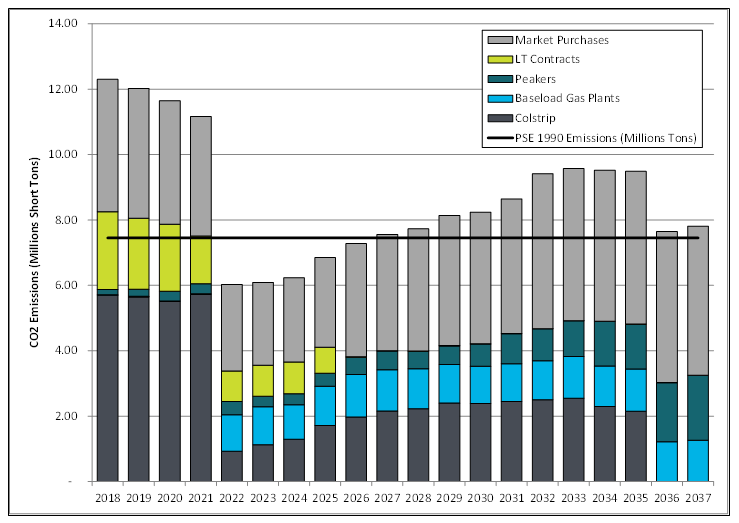 14.00
12.00
10.00
8.00
6.00
4.00
2.00
-
CO2 Emissions (Millions Short Tons)
Market Purchases
LT Contracts
Peakers
Baseload Gas Plants
Colstrip
PSE 1990 Emissions (Millions Tons)
2018 2019 2020 2021 2022 2023 2024 2025 2026 2027 2028 2029 2030 2031 2032 2033 2034 2035 2036 2037